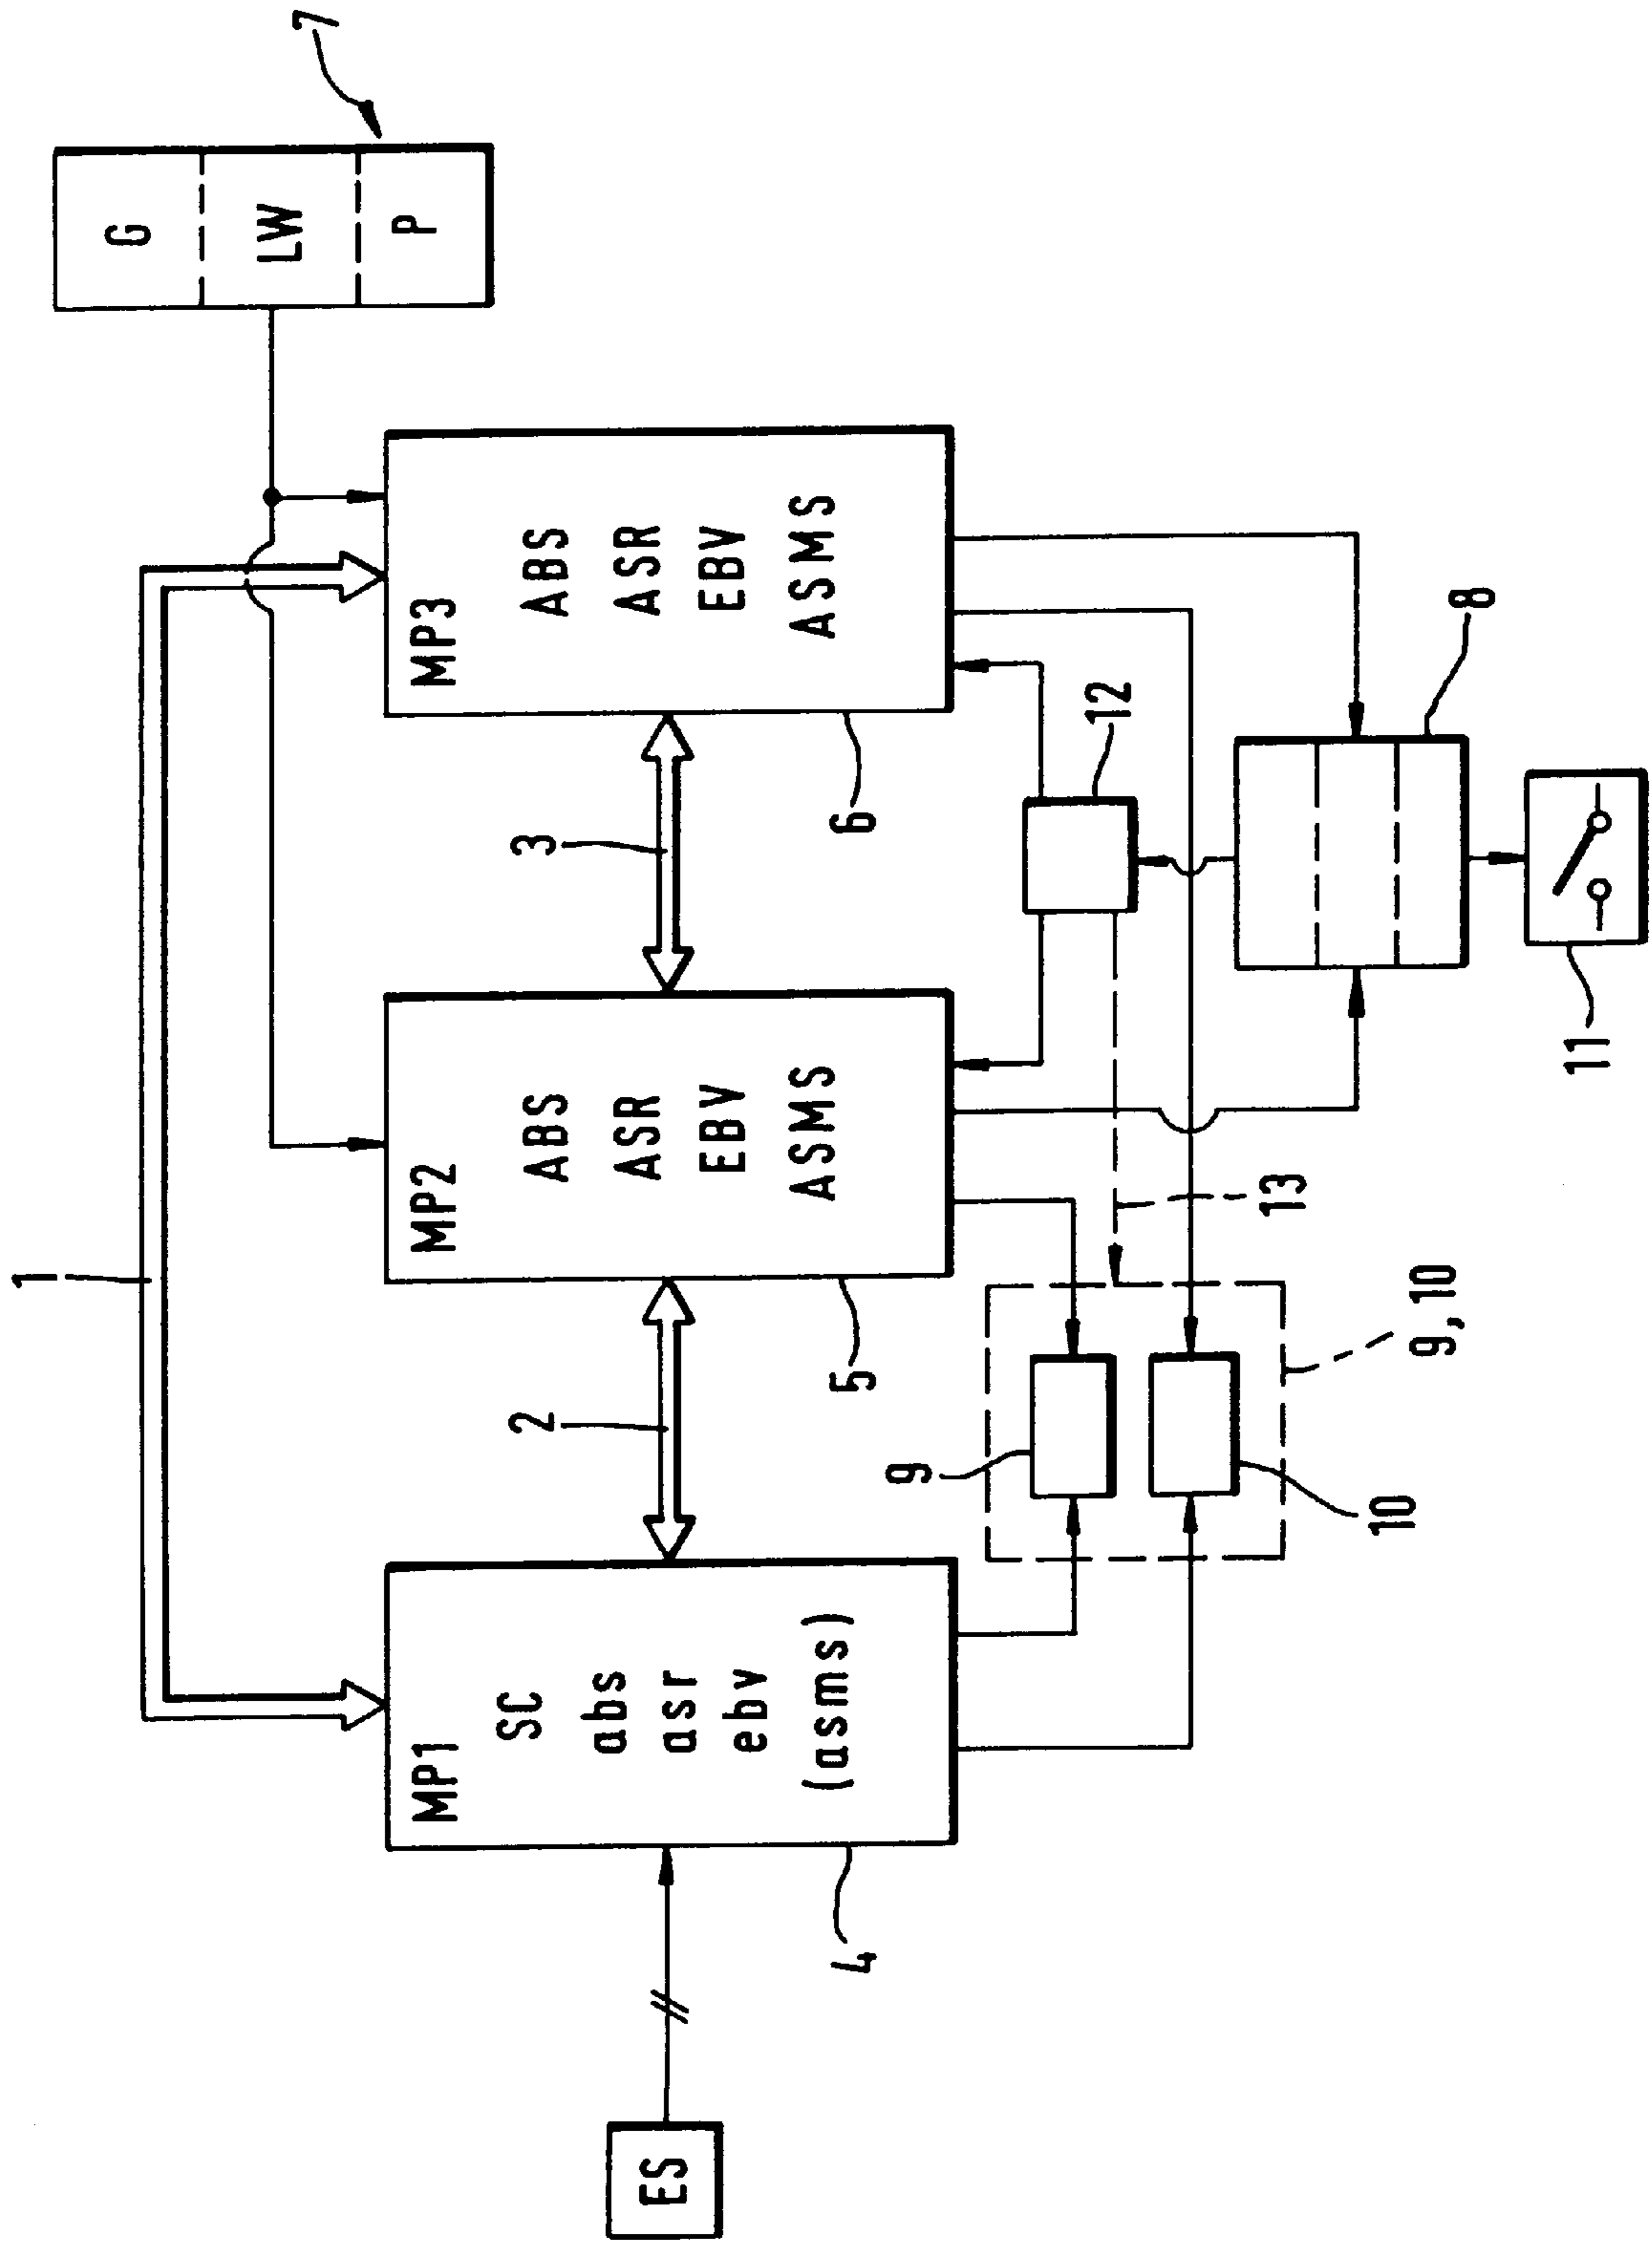 1
7
G
LW
P
2
3
MP1
SC
abs
asr
ebv
(asms)
MP2
ABS
ASR
EBV
ASMS
MP3
ABS
ASR
EBV
ASMS
ES
4
5
6
9
10
9, 10
13
12
8
11